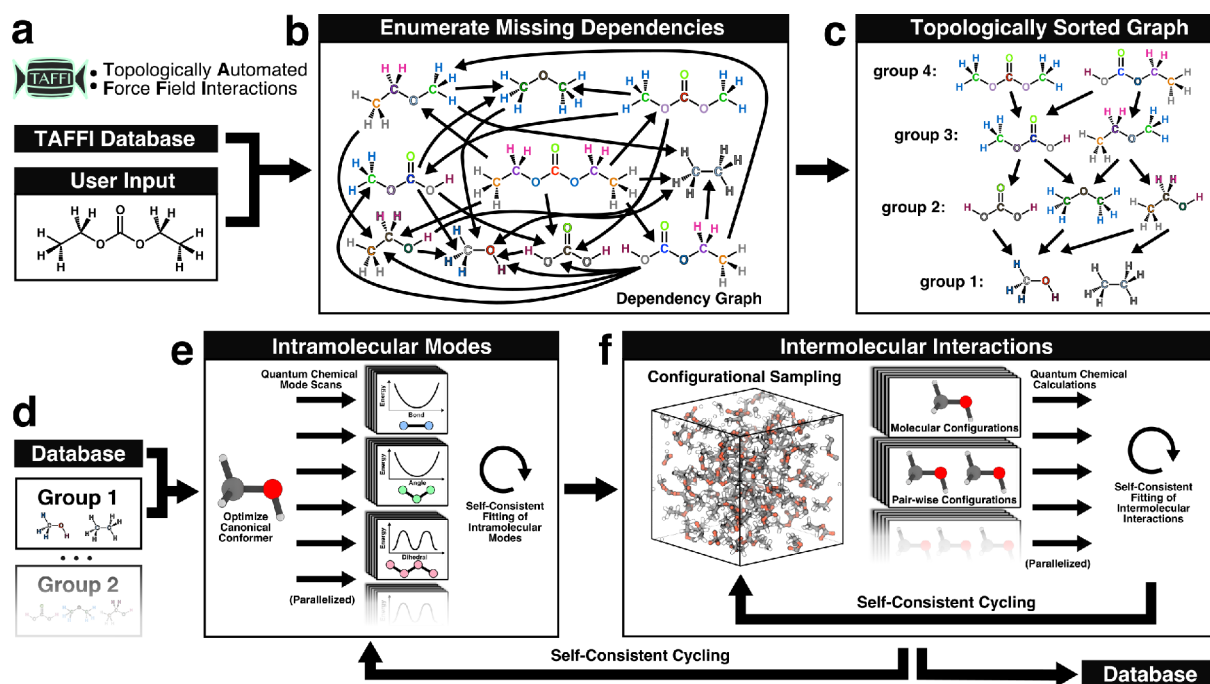 a
TAFFI
: Topologically Automated
: Force Field Interactions
TAFFI Database
User Input
b
Enumerate Missing Dependencies
Dependency Graph
c
Topologically Sorted Graph
group 4:
group 3:
group 2:
group 1:
d
Database
Group 1
...
Group 2
e
Intramolecular Modes
Quantum Chemical
Mode Scans
Optimize
Canonical
Conformer
(Parallelized)
Energy
Bond
Energy
Angle
Energy
Dihedral
Self-Consistent
Fitting of
Intramolecular
Modes
f
Intermolecular Interactions
Configurational Sampling
Molecular Configurations
Pair-wise Configurations
Quantum Chemical
Calculations
(Parallelized)
Self-Consistent
Fitting of
Intermolecular
Interactions
Self-Consistent Cycling
Self-Consistent Cycling
Database